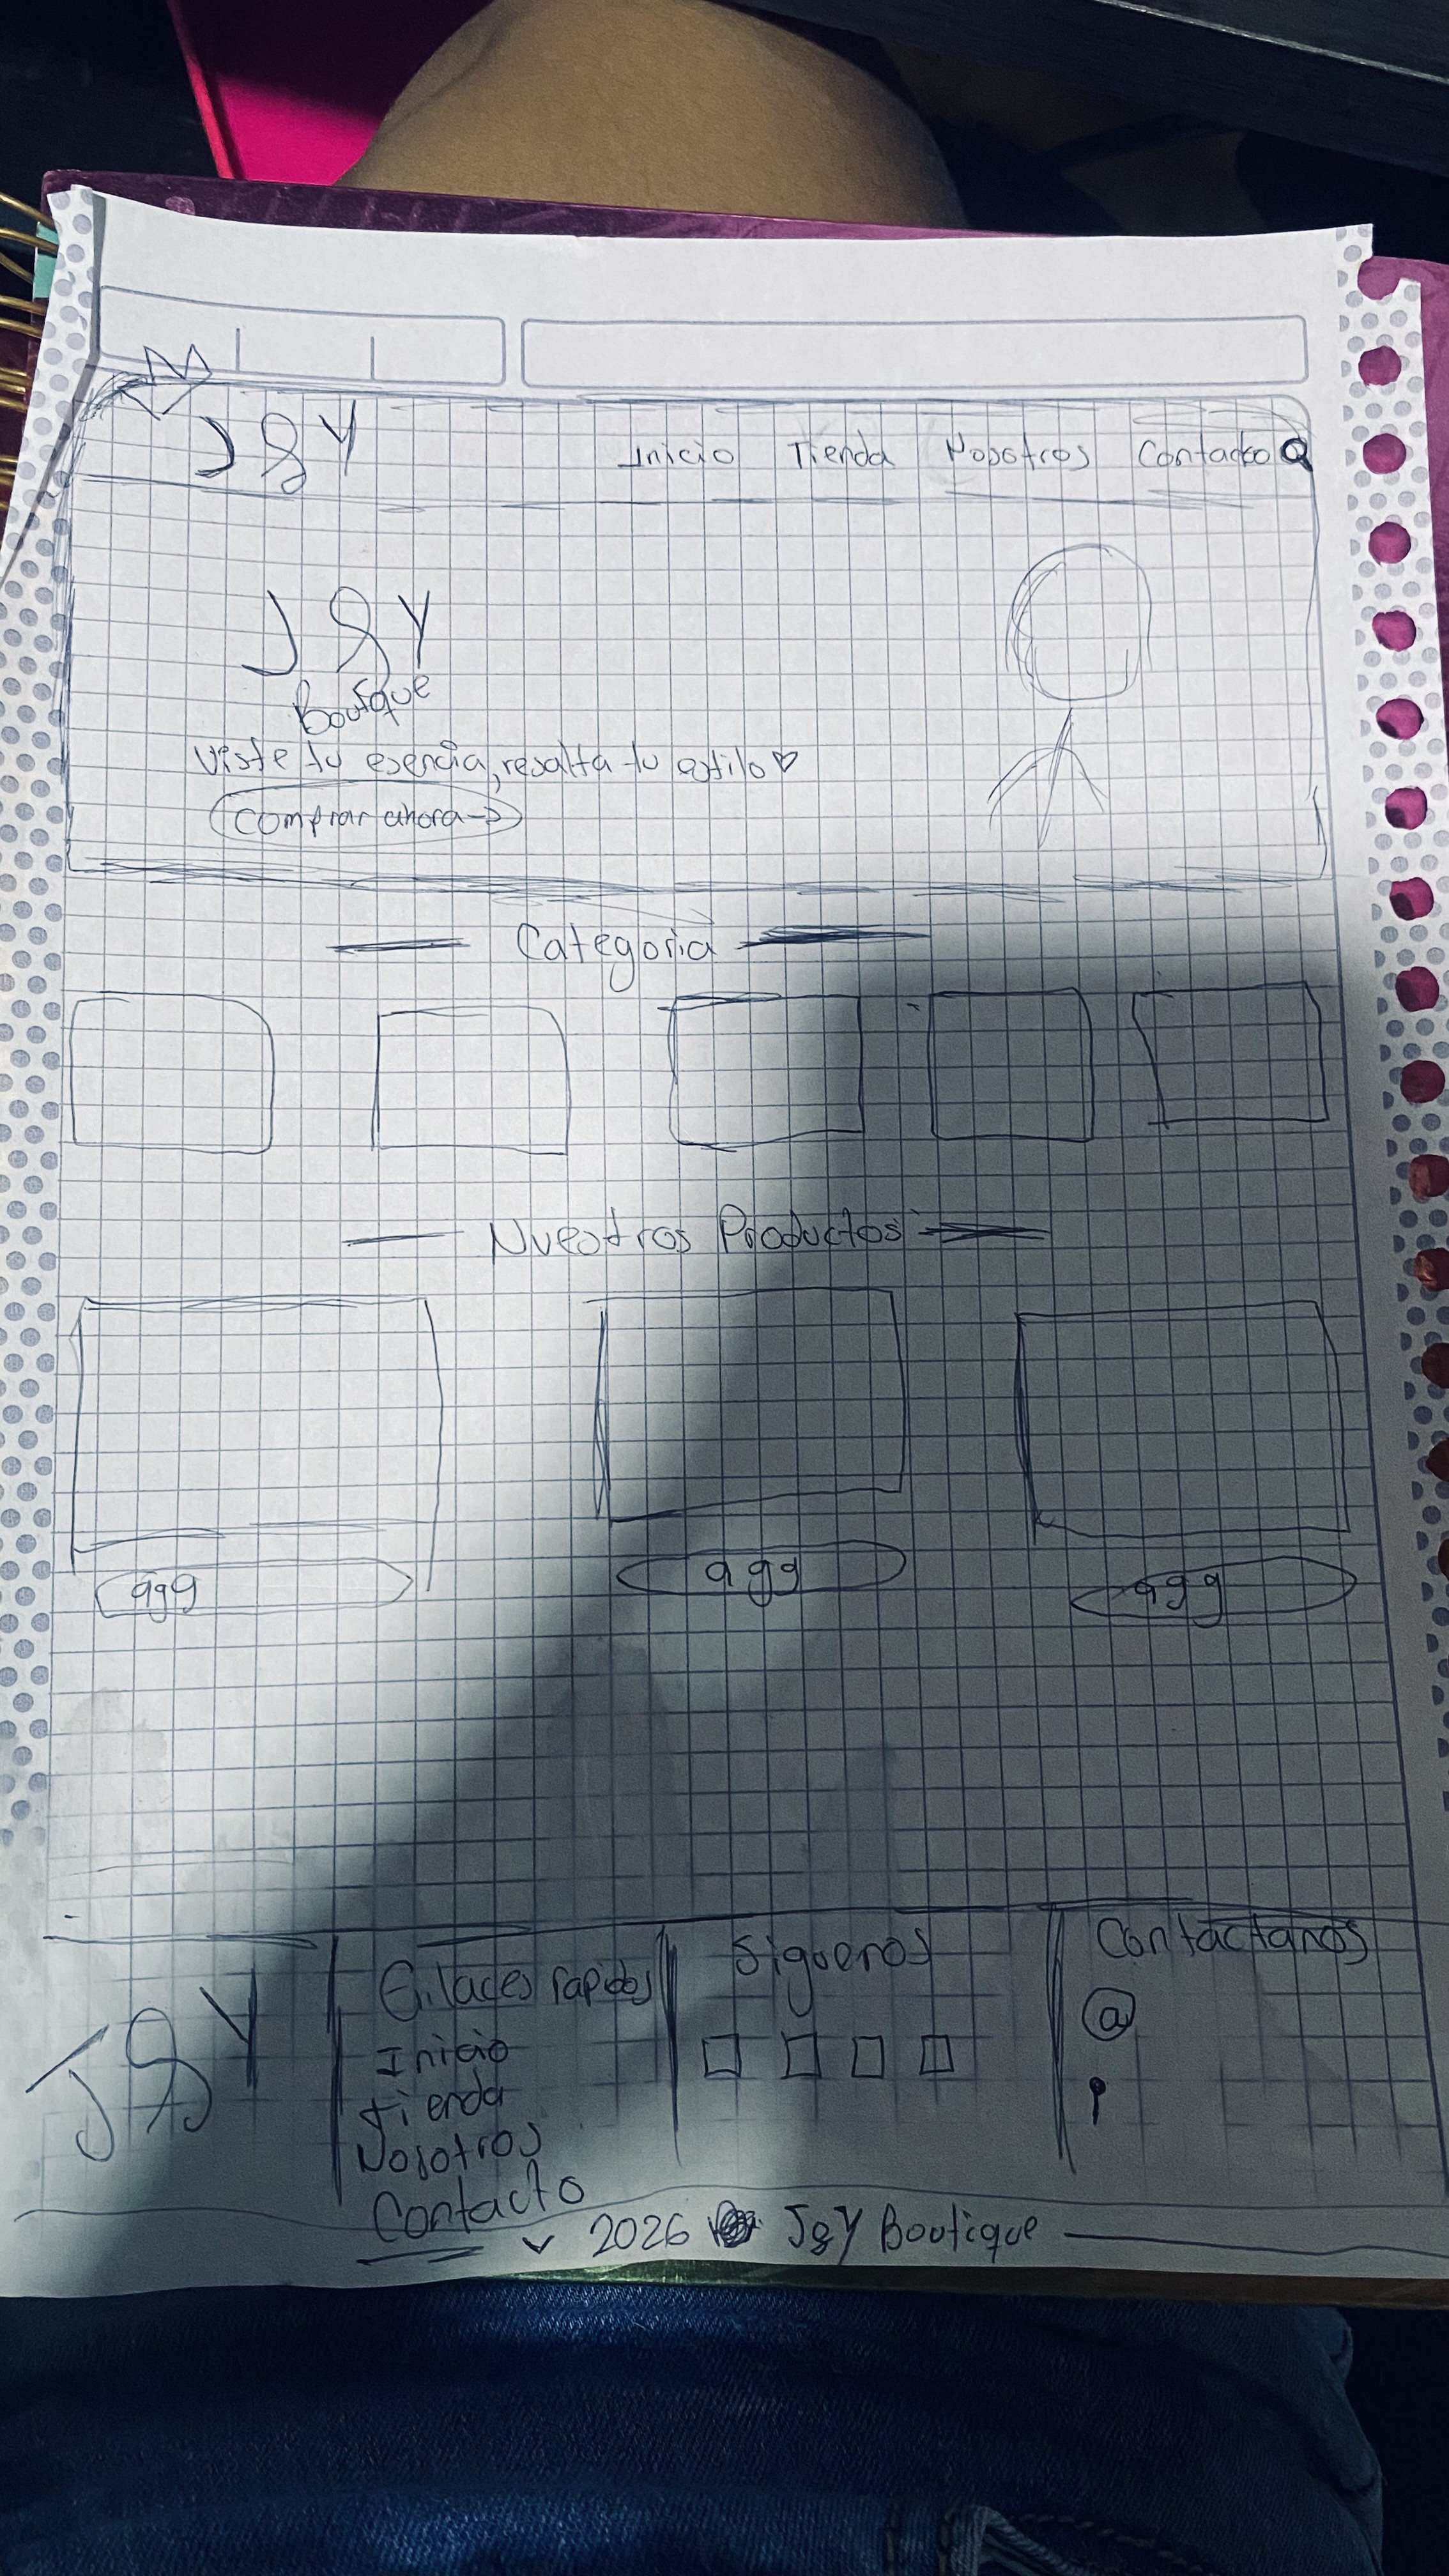 J & Y
Inicio Tienda Nosotros Contacto
J & Y
Boutique
viste tu esencia, resalta tu estilo ♡
Comprar ahora →
Categoria
Nuestros Productos
agg agg agg
J & Y
Enlaces rapidos
Inicio
tienda
Nosotros
Contacto
Siguenos
Contactanos
@
2026 J&Y Boutique